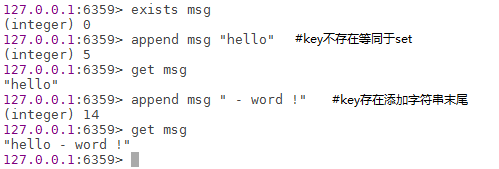 127.0.0.1:6359> exists msg
(integer) 0
127.0.0.1:6359> append msg "hello" #key不存在等同于set
(integer) 5
127.0.0.1:6359> get msg
"hello"
127.0.0.1:6359> append msg " - word !" #key存在添加字符串末尾
(integer) 14
127.0.0.1:6359> get msg
"hello - word !"
127.0.0.1:6359>